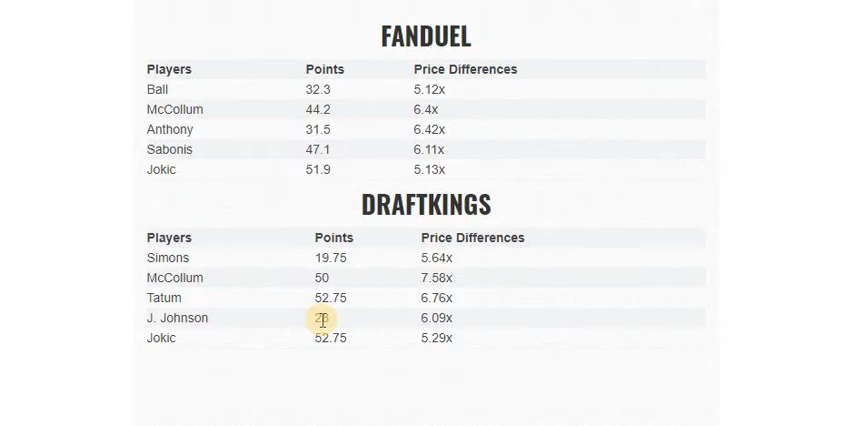 FANDUEL
Players Points Price Differences
Ball 32.3 5.12x
McCollum 44.2 6.4x
Anthony 31.5 6.42x
Sabonis 47.1 6.11x
Jokic 51.9 5.13x
DRAFTKINGS
Players Points Price Differences
Simons 19.75 5.64x
McCollum 50 7.58x
Tatum 52.75 6.76x
J. Johnson 6.09x
Jokic 52.75 5.29x